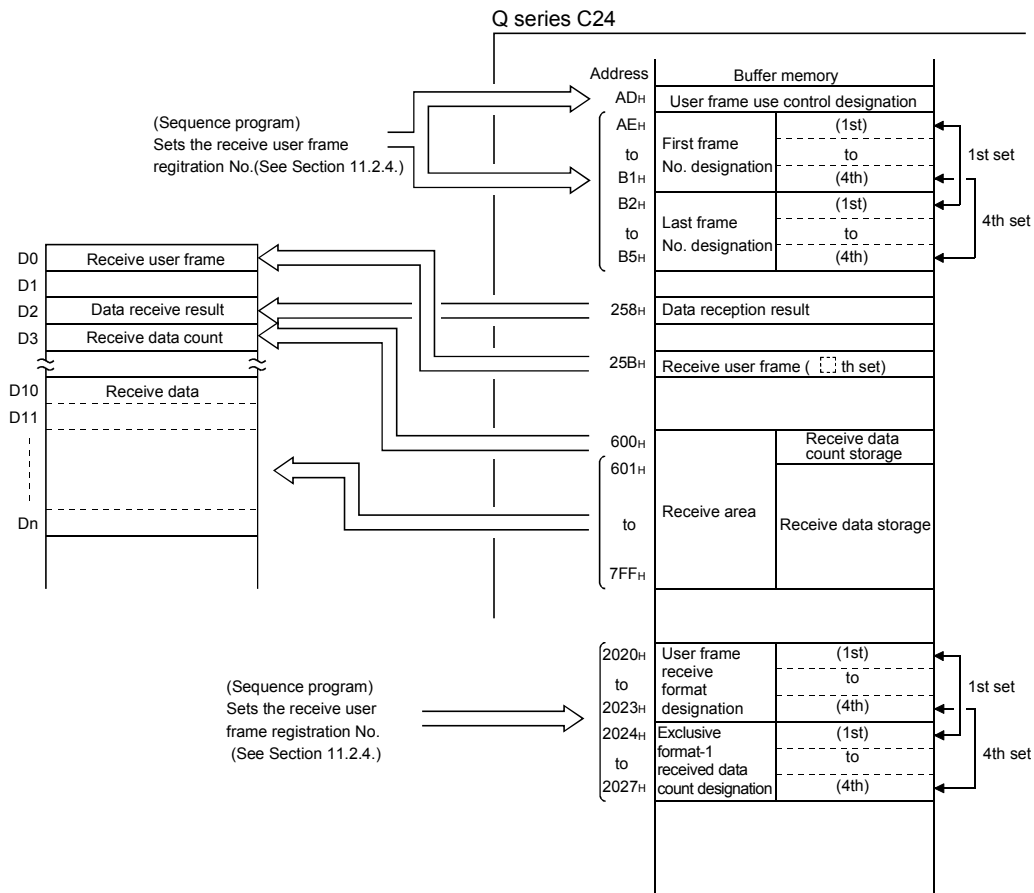 Q series C24
Address
Buffer memory
ADH
User frame use control designation
(Sequence program)
Sets the receive user frame
regitration No.(See Section 11.2.4.)
AEH
to
B1H
First frame
No. designation
(1st)
to
(4th)
1st set
B2H
to
B5H
Last frame
No. designation
(1st)
to
(4th)
4th set
D0
Receive user frame
D1
D2
Data receive result
258H
Data reception result
D3
Receive data count
25BH
Receive user frame ( th set)
D10
Receive data
D11
Dn
600H
Receive data
count storage
601H
to
7FFH
Receive area
Receive data storage
(Sequence program)
Sets the receive user
frame registration No.
(See Section 11.2.4.)
2020H
to
2023H
User frame
receive
format
designation
(1st)
to
(4th)
1st set
2024H
to
2027H
Exclusive
format-1
received data
count designation
(1st)
to
(4th)
4th set